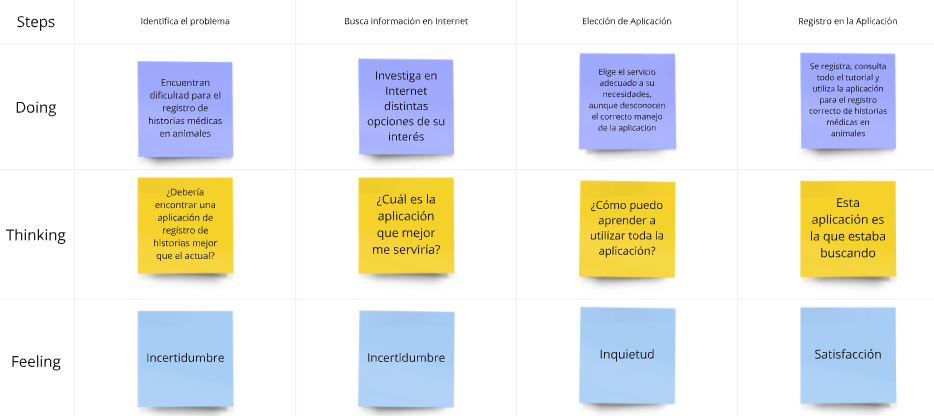 Steps
Identifica el problema
Busca información en Internet
Elección de Aplicación
Registro en la Aplicación
Doing
Encuentran
dificultad para el
registro de
historias médicas
en animales
Investiga en
Internet
distintas
opciones de su
interés
Elige el servicio
adecuado a su
necesidades,
aunque desconocen
el correcto manejo
de la aplicación
Se registra, consulta
todo el tutorial y
utiliza la aplicación
para el registro
correcto de historias
médicas en
animales
Thinking
¿Debería
encontrar una
aplicación de
registro de
historias mejor
que el actual?
¿Cuál es la
aplicación
que mejor
me serviría?
¿Cómo puedo
aprender a
utilizar toda la
aplicación?
Esta
aplicación es
la que estaba
buscando
Feeling
Incertidumbre
Incertidumbre
Inquietud
Satisfacción